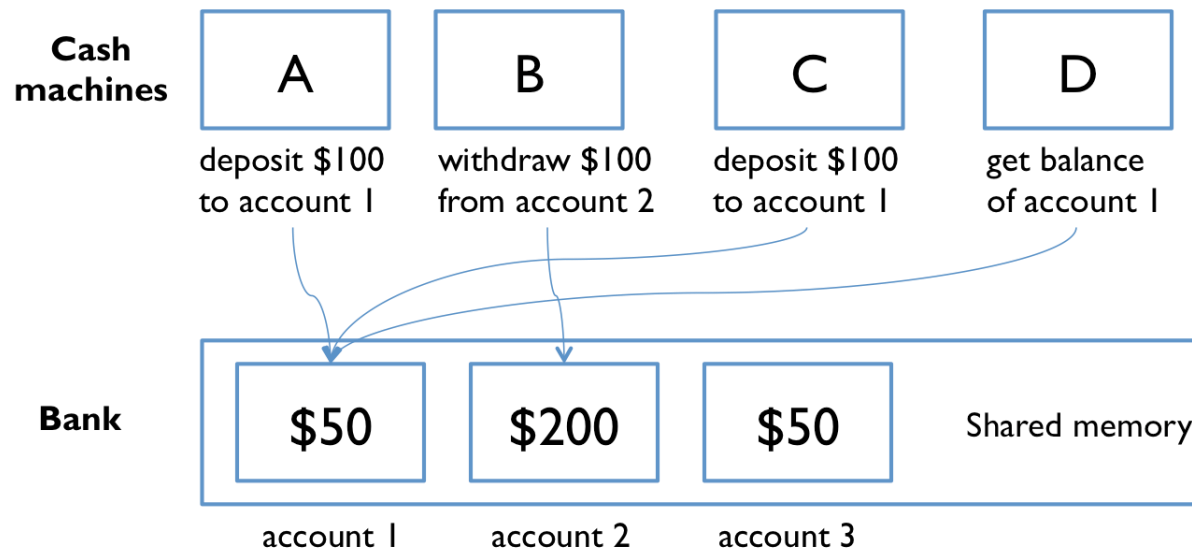 Cash
machines
A
B
C
D
deposit $100
to account 1
withdraw $100
from account 2
deposit $100
to account 1
get balance
of account 1
Bank
$50
$200
$50
Shared memory
account 1
account 2
account 3